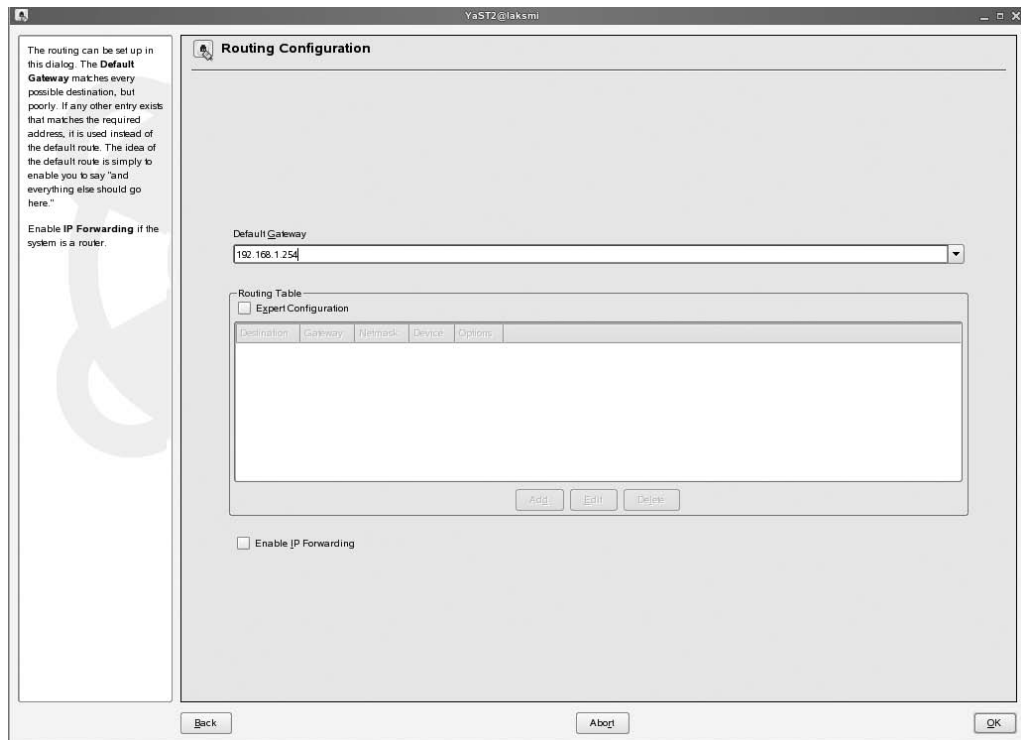 YaST2@laksmi
The routing can be set up in
this dialog. The Default
Gateway matches every
possible destination, but
poorly. If any other entry exists
that matches the required
address, it is used instead of
the default route. The idea of
the default route is simply to
enable you to say "and
everything else should go
here."
Enable IP Forwarding if the
system is a router.
Routing Configuration
Default Gateway
192.168.1.254
Routing Table
Expert Configuration
Destination Gateway Netmask Device Options
Add Edit Delete
Enable IP Forwarding
Back Abort OK